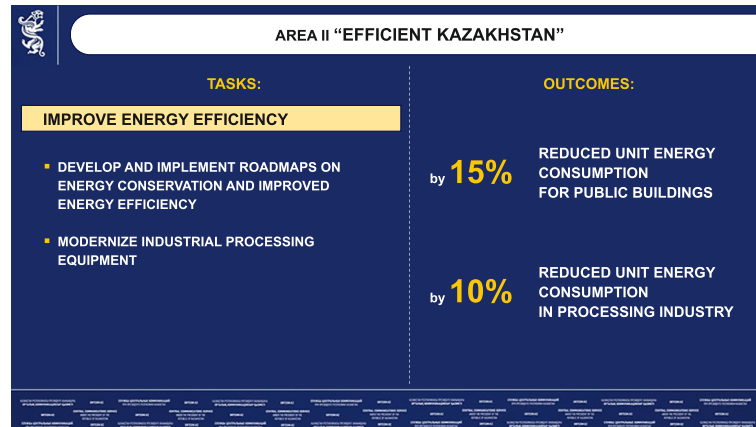 AREA II “EFFICIENT KAZAKHSTAN”
TASKS:
IMPROVE ENERGY EFFICIENCY
▪ DEVELOP AND IMPLEMENT ROADMAPS ON
ENERGY CONSERVATION AND IMPROVED
ENERGY EFFICIENCY
▪ MODERNIZE INDUSTRIAL PROCESSING
EQUIPMENT
OUTCOMES:
by 15%
REDUCED UNIT ENERGY
CONSUMPTION
FOR PUBLIC BUILDINGS
by 10%
REDUCED UNIT ENERGY
CONSUMPTION
IN PROCESSING INDUSTRY